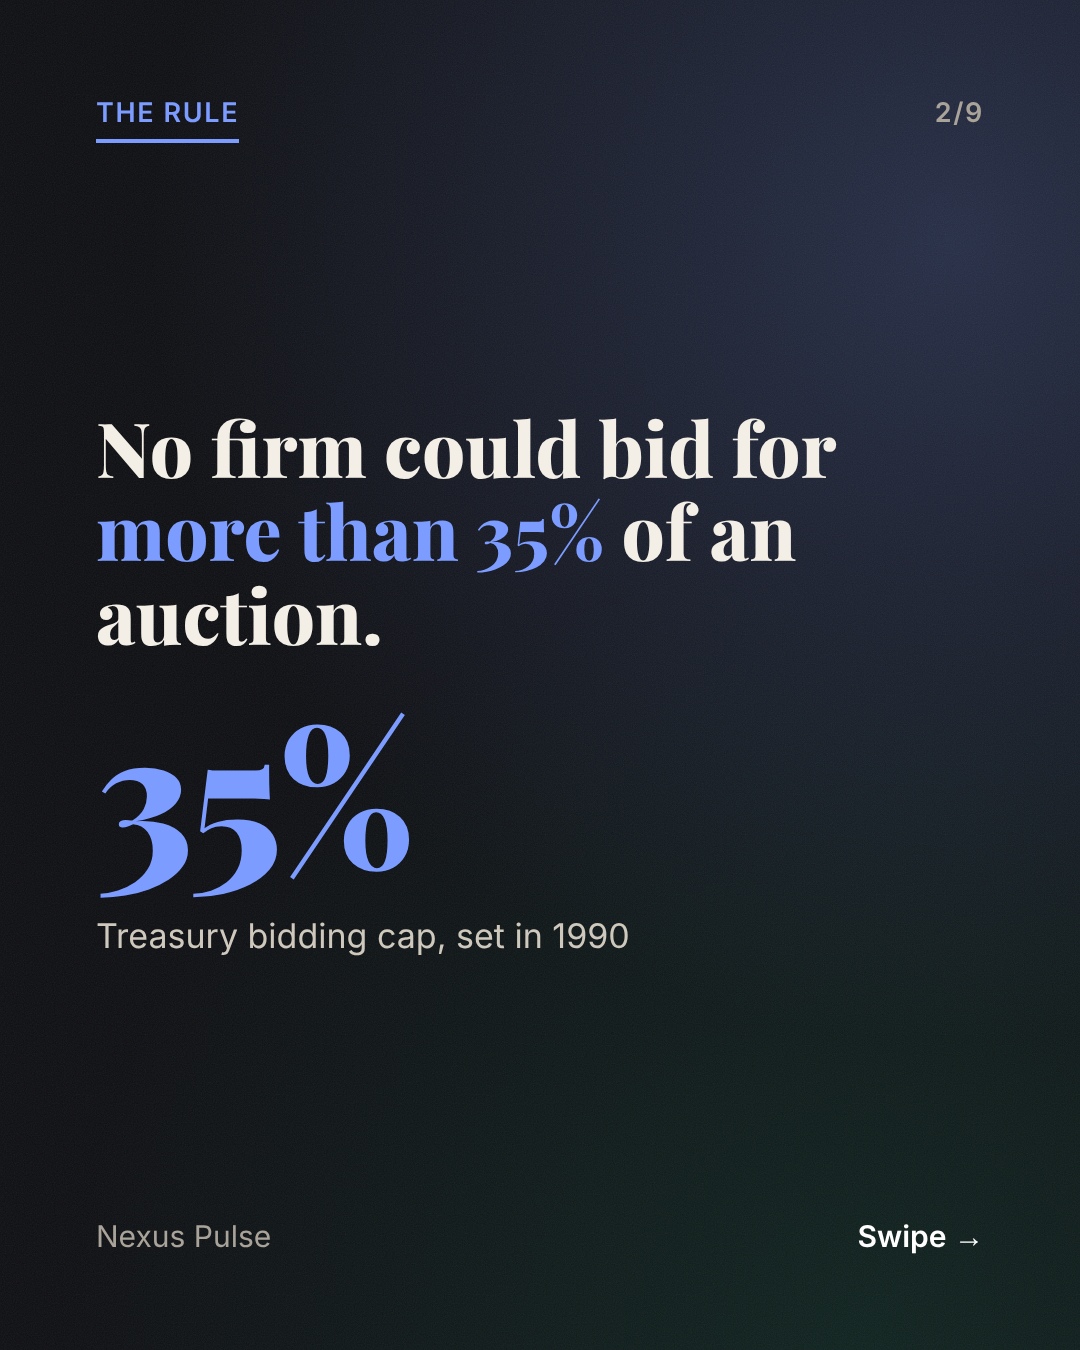 THE RULE
2/9
No firm could bid for
more than 35% of an
auction.
35%
Treasury bidding cap, set in 1990
Nexus Pulse
Swipe →